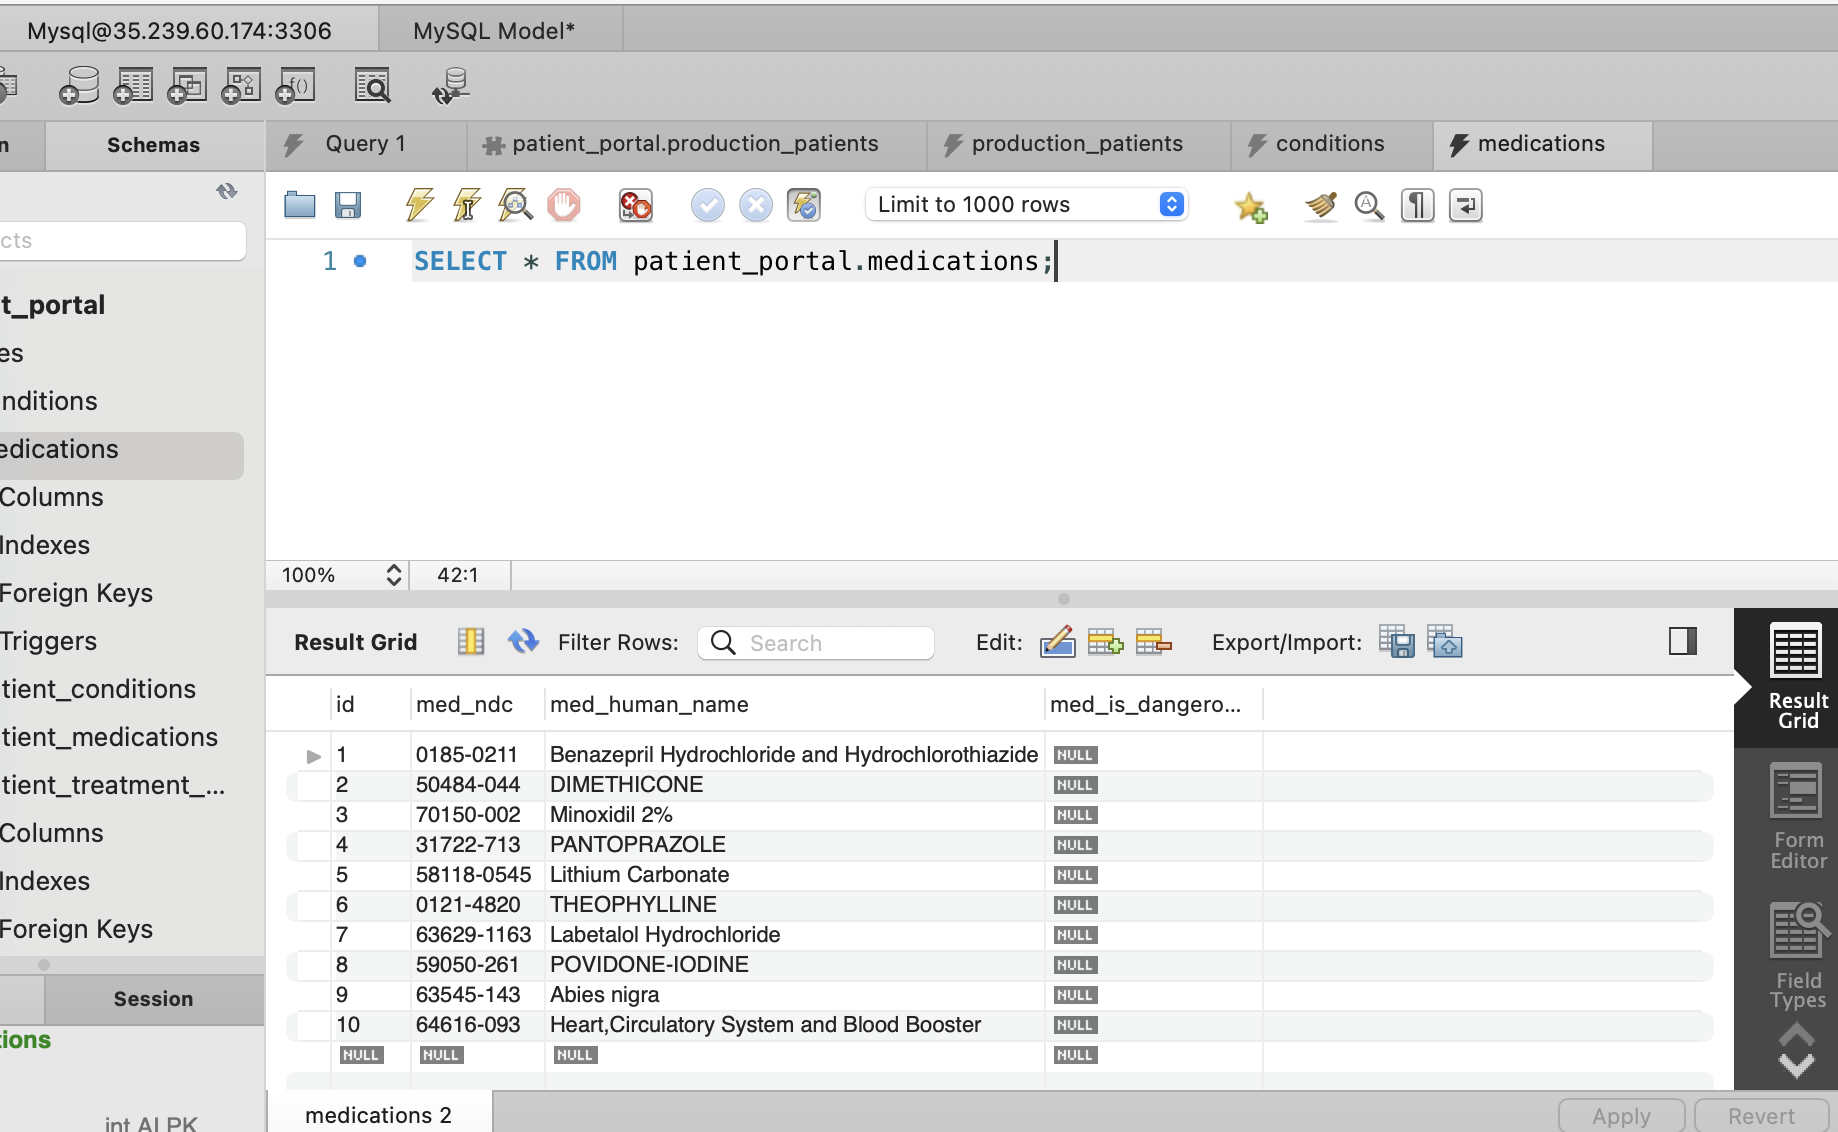 Mysql@35.239.60.174:3306 MySQL Model*
n Schemas Query 1 patient_portal.production_patients production_patients conditions medications
Limit to 1000 rows
cts
1 SELECT * FROM patient_portal.medications;
t_portal
es
nditions
edications
Columns
Indexes
Foreign Keys
Triggers
tient_conditions
tient_medications
tient_treatment_...
Columns
Indexes
Foreign Keys
Session
tions
int AI PK
100% 42:1
Result Grid Filter Rows: Search Edit: Export/Import:
id med_ndc med_human_name med_is_dangero...
1 0185-0211 Benazepril Hydrochloride and Hydrochlorothiazide NULL
2 50484-044 DIMETHICONE NULL
3 70150-002 Minoxidil 2% NULL
4 31722-713 PANTOPRAZOLE NULL
5 58118-0545 Lithium Carbonate NULL
6 0121-4820 THEOPHYLLINE NULL
7 63629-1163 Labetalol Hydrochloride NULL
8 59050-261 POVIDONE-IODINE NULL
9 63545-143 Abies nigra NULL
10 64616-093 Heart,Circulatory System and Blood Booster NULL
NULL NULL NULL NULL
Result
Grid
Form
Editor
Field
Types
medications 2 Apply Revert